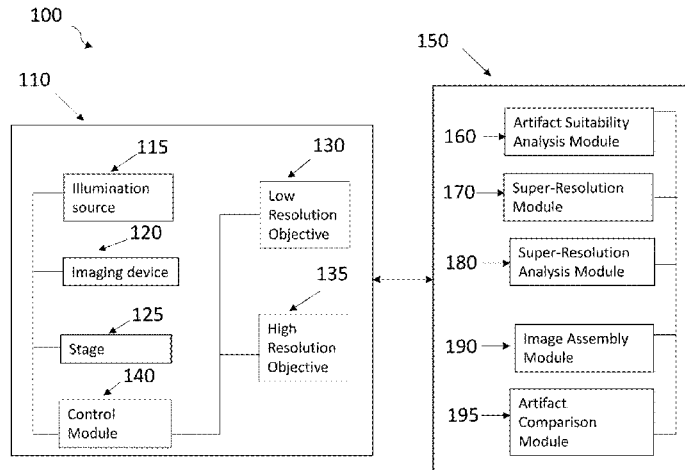 100
110
150
115
Illumination
source
120
Imaging device
125
Stage
140
Control
Module
130
Low
Resolution
Objective
135
High
Resolution
Objective
160
Artifact Suitability
Analysis Module
170
Super-Resolution
Module
180
Super-Resolution
Analysis Module
190
Image Assembly
Module
195
Artifact
Comparison
Module